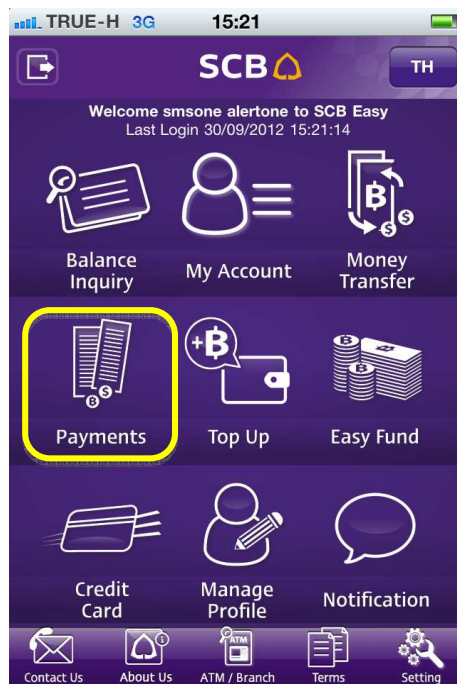 TRUE-H 3G 15:21
SCB TH
Welcome smsone alertone to SCB Easy
Last Login 30/09/2012 15:21:14
Balance Inquiry
My Account
Money Transfer
Payments
Top Up
Easy Fund
Credit Card
Manage Profile
Notification
Contact Us
About Us
ATM
ATM / Branch
Terms
Setting